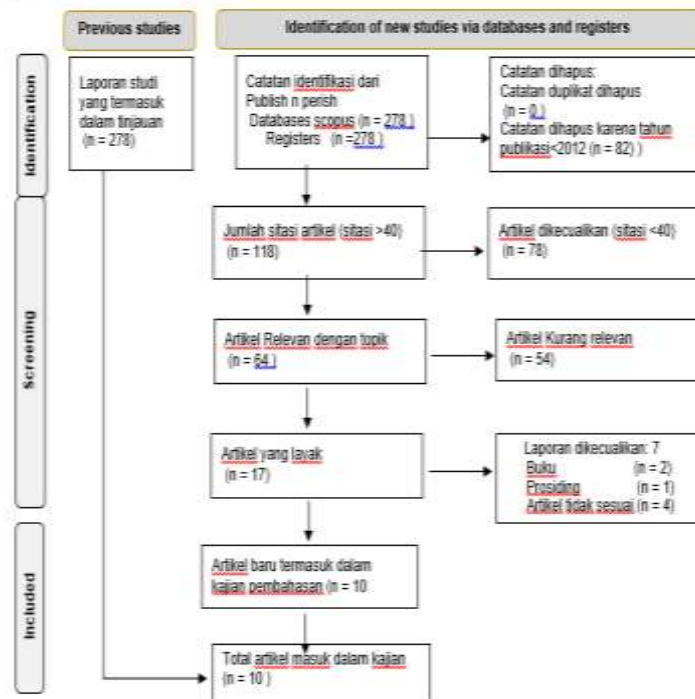 Previous studies
Identification of new studies via databases and registers
Identification
Laporan studi
yang termasuk
dalam tinjauan
(n = 278)
Catatan identifikasi dari
Publish n perish
Databases scopus (n = 278 )
Registers (n =278 )
Catatan dihapus:
Catatan duplikat dihapus
(n = 0 )
Catatan dihapus karena tahun
publikasi<2012 (n = 82) )
Screening
Jumlah sitasi artikel (sitasi >40)
(n = 118)
Artikel dikecualikan (sitasi <40)
(n = 78)
Artikel Relevan dengan topik
(n = 64 )
Artikel Kurang relevan
(n = 54)
Artikel yang layak
(n = 17)
Laporan dikecualikan: 7
Buku (n = 2)
Prosiding (n = 1)
Artikel tidak sesuai (n = 4)
Included
Artikel baru termasuk dalam
kajian pembahasan (n = 10
Total artikel masuk dalam kajian
(n = 10 )